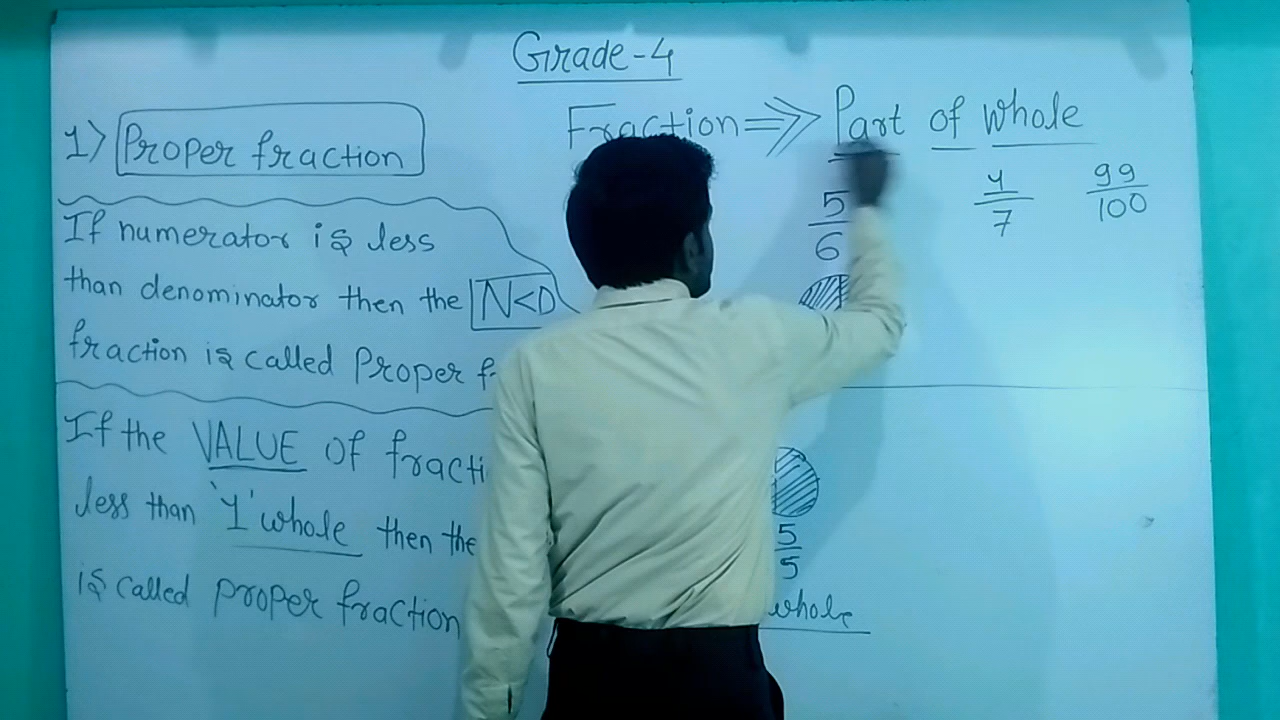 Grade-4
1) Proper fraction
Fraction ⇒> Part of whole
5/6 4/7 99/100
If numerator is less
than denominator then the N<D
fraction is called Proper f
If the VALUE of fracti
less than '1' whole then the
is called proper fraction
5/5
whole